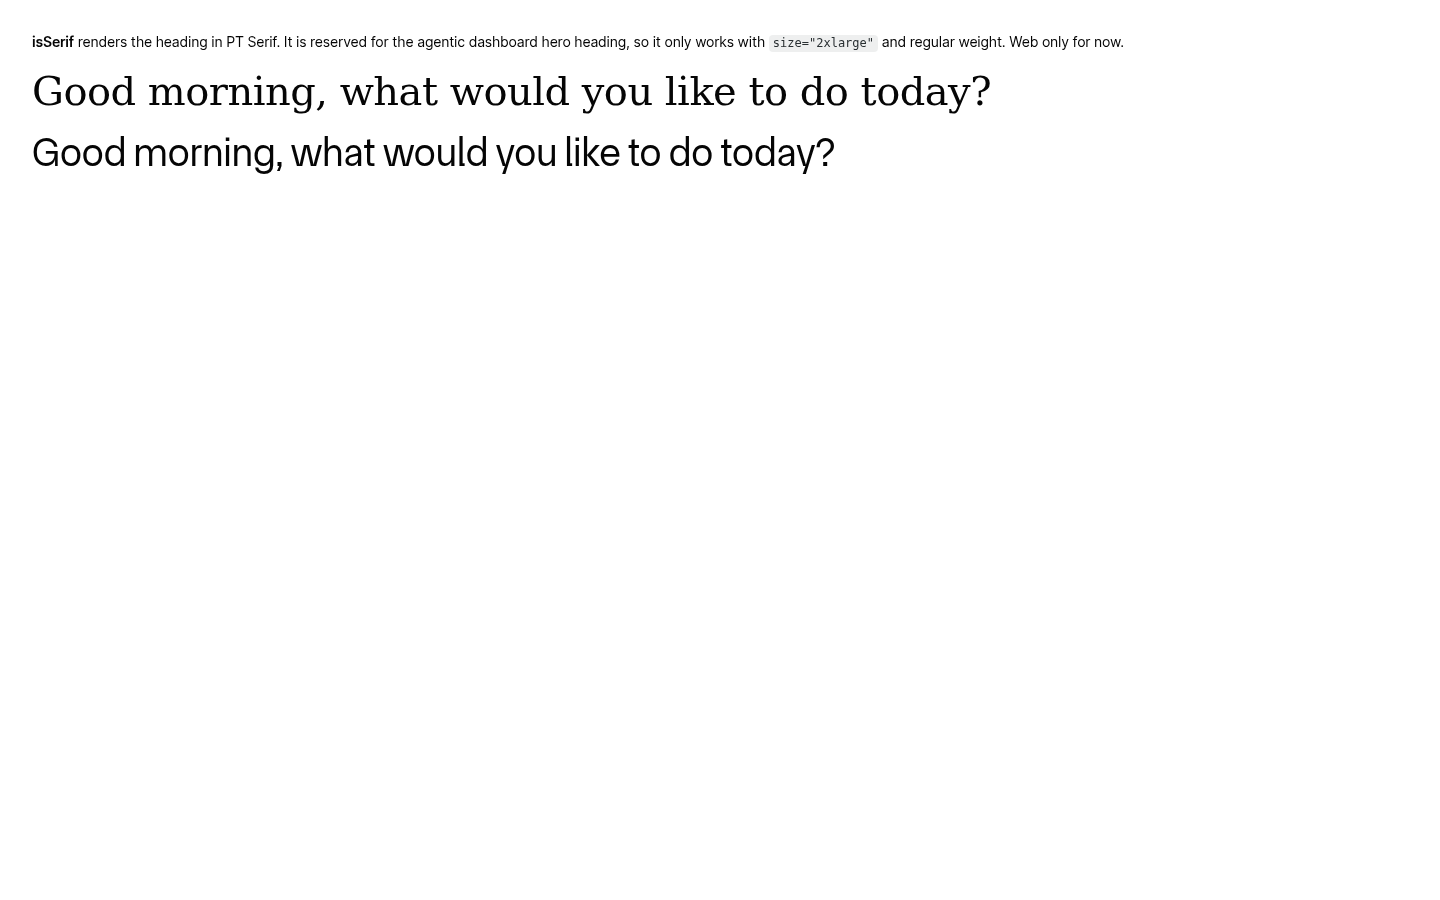 isSerif renders the heading in PT Serif. It is reserved for the agentic dashboard hero heading, so it only works with size="2xlarge" and regular weight. Web only for now.
Good morning, what would you like to do today?
Good morning, what would you like to do today?